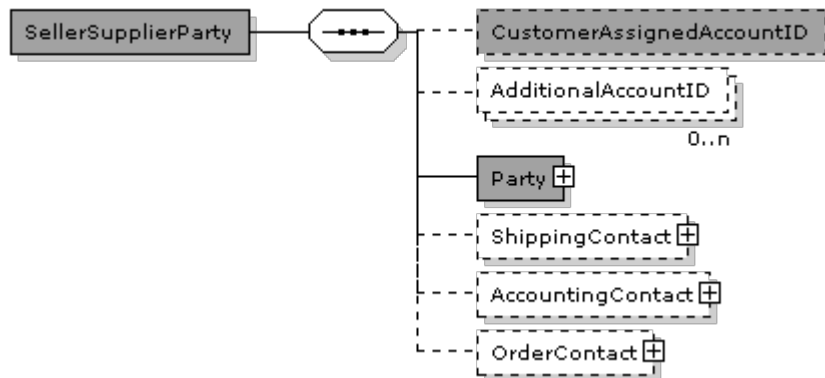 SellerSupplierParty
CustomerAssignedAccountID
AdditionalAccountID
0..n
Party
ShippingContact
AccountingContact
OrderContact